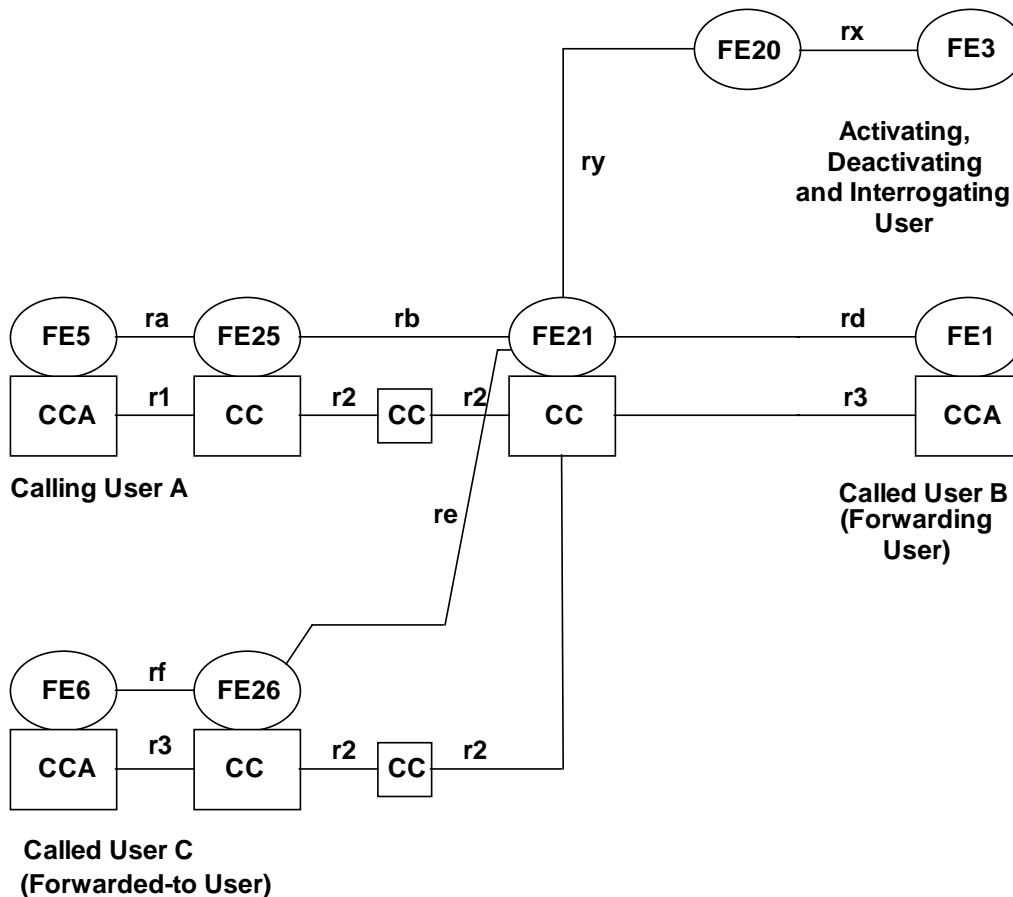 rx
FE20
FE3
Activating,
Deactivating
and Interrogating
User
ry
ra
rb
rd
FE5
FE25
FE21
FE1
r1
r2
r2
r3
CCA
CC
CC
CC
CCA
Calling User A
Called User B
(Forwarding
User)
re
rf
FE6
FE26
r3
r2
r2
CCA
CC
CC
Called User C
(Forwarded-to User)